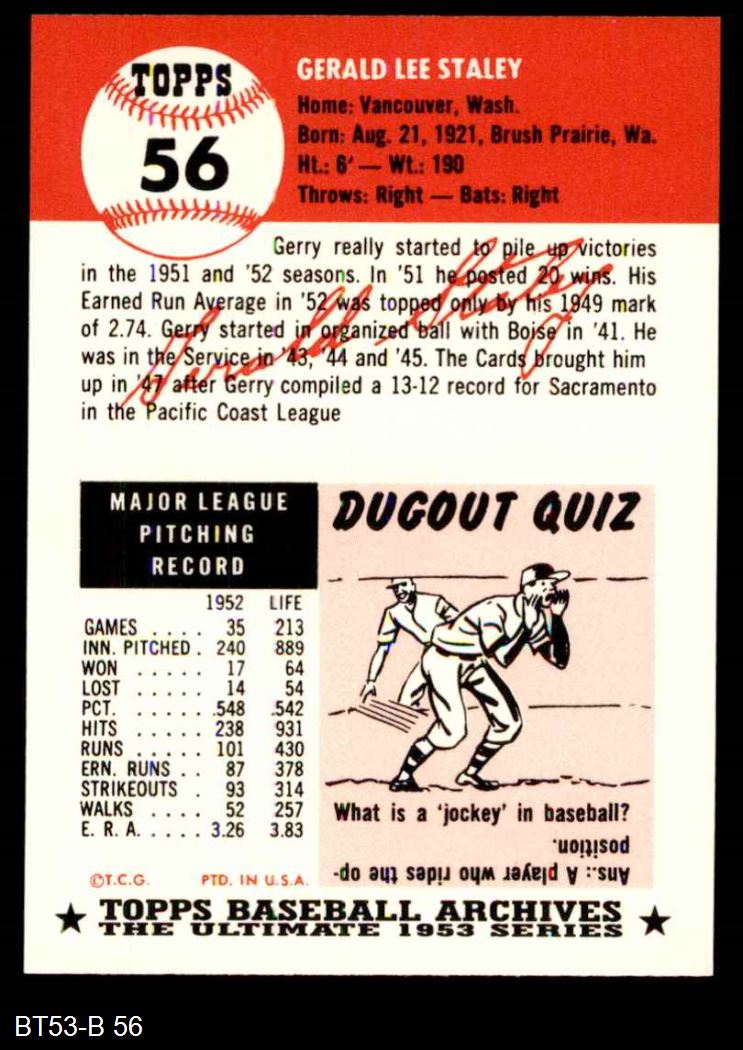 TOPPS
56
GERALD LEE STALEY
Home: Vancouver, Wash.
Born: Aug. 21, 1921, Brush Prairie, Wa.
Ht.: 6' — Wt.: 190
Throws: Right — Bats: Right
Gerry really started to pile up victories
in the 1951 and '52 seasons. In '51 he posted 20 wins. His
Earned Run Average in '52 was topped only by his 1949 mark
of 2.74. Gerry started in organized ball with Boise in '41. He
was in the Service in '43, '44 and '45. The Cards brought him
up in '47 after Gerry compiled a 13-12 record for Sacramento
in the Pacific Coast League
Gerald Staley
MAJOR LEAGUE
PITCHING
RECORD
1952 LIFE
GAMES . . . . 35 213
INN. PITCHED . 240 889
WON . . . . . 17 64
LOST . . . . . 14 54
PCT. . . . . . .548 .542
HITS . . . . . 238 931
RUNS . . . . . 101 430
ERN. RUNS . . 87 378
STRIKEOUTS . 93 314
WALKS . . . . 52 257
E. R. A. . . . . 3.26 3.83
©T.C.G. PTD. IN U.S.A.
DUGOUT QUIZ
What is a 'jockey' in baseball?
Ans.: A player who rides the op-
position.
TOPPS BASEBALL ARCHIVES
THE ULTIMATE 1953 SERIES
BT53-B 56